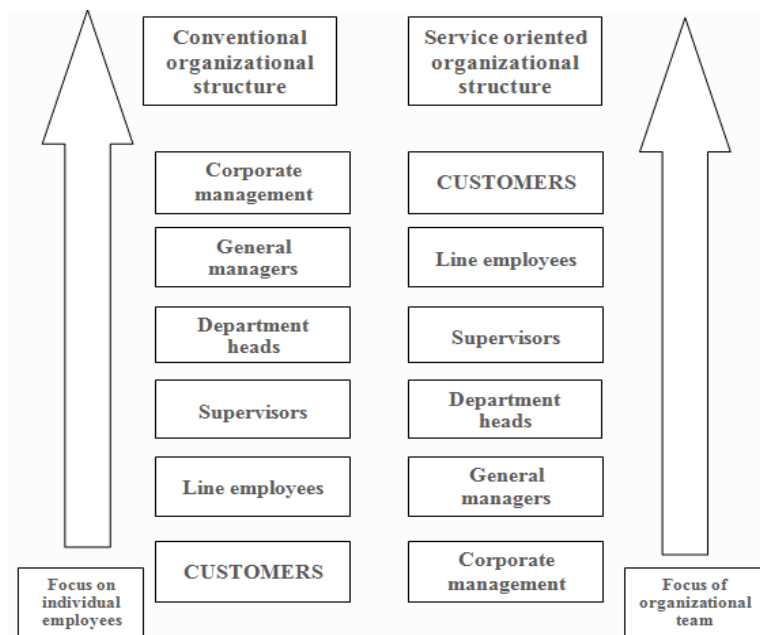 Conventional
organizational
structure
Service oriented
organizational
structure
Corporate
management
CUSTOMERS
General
managers
Line employees
Department
heads
Supervisors
Supervisors
Department
heads
Line employees
General
managers
CUSTOMERS
Corporate
management
Focus on
individual
employees
Focus of
organizational
team